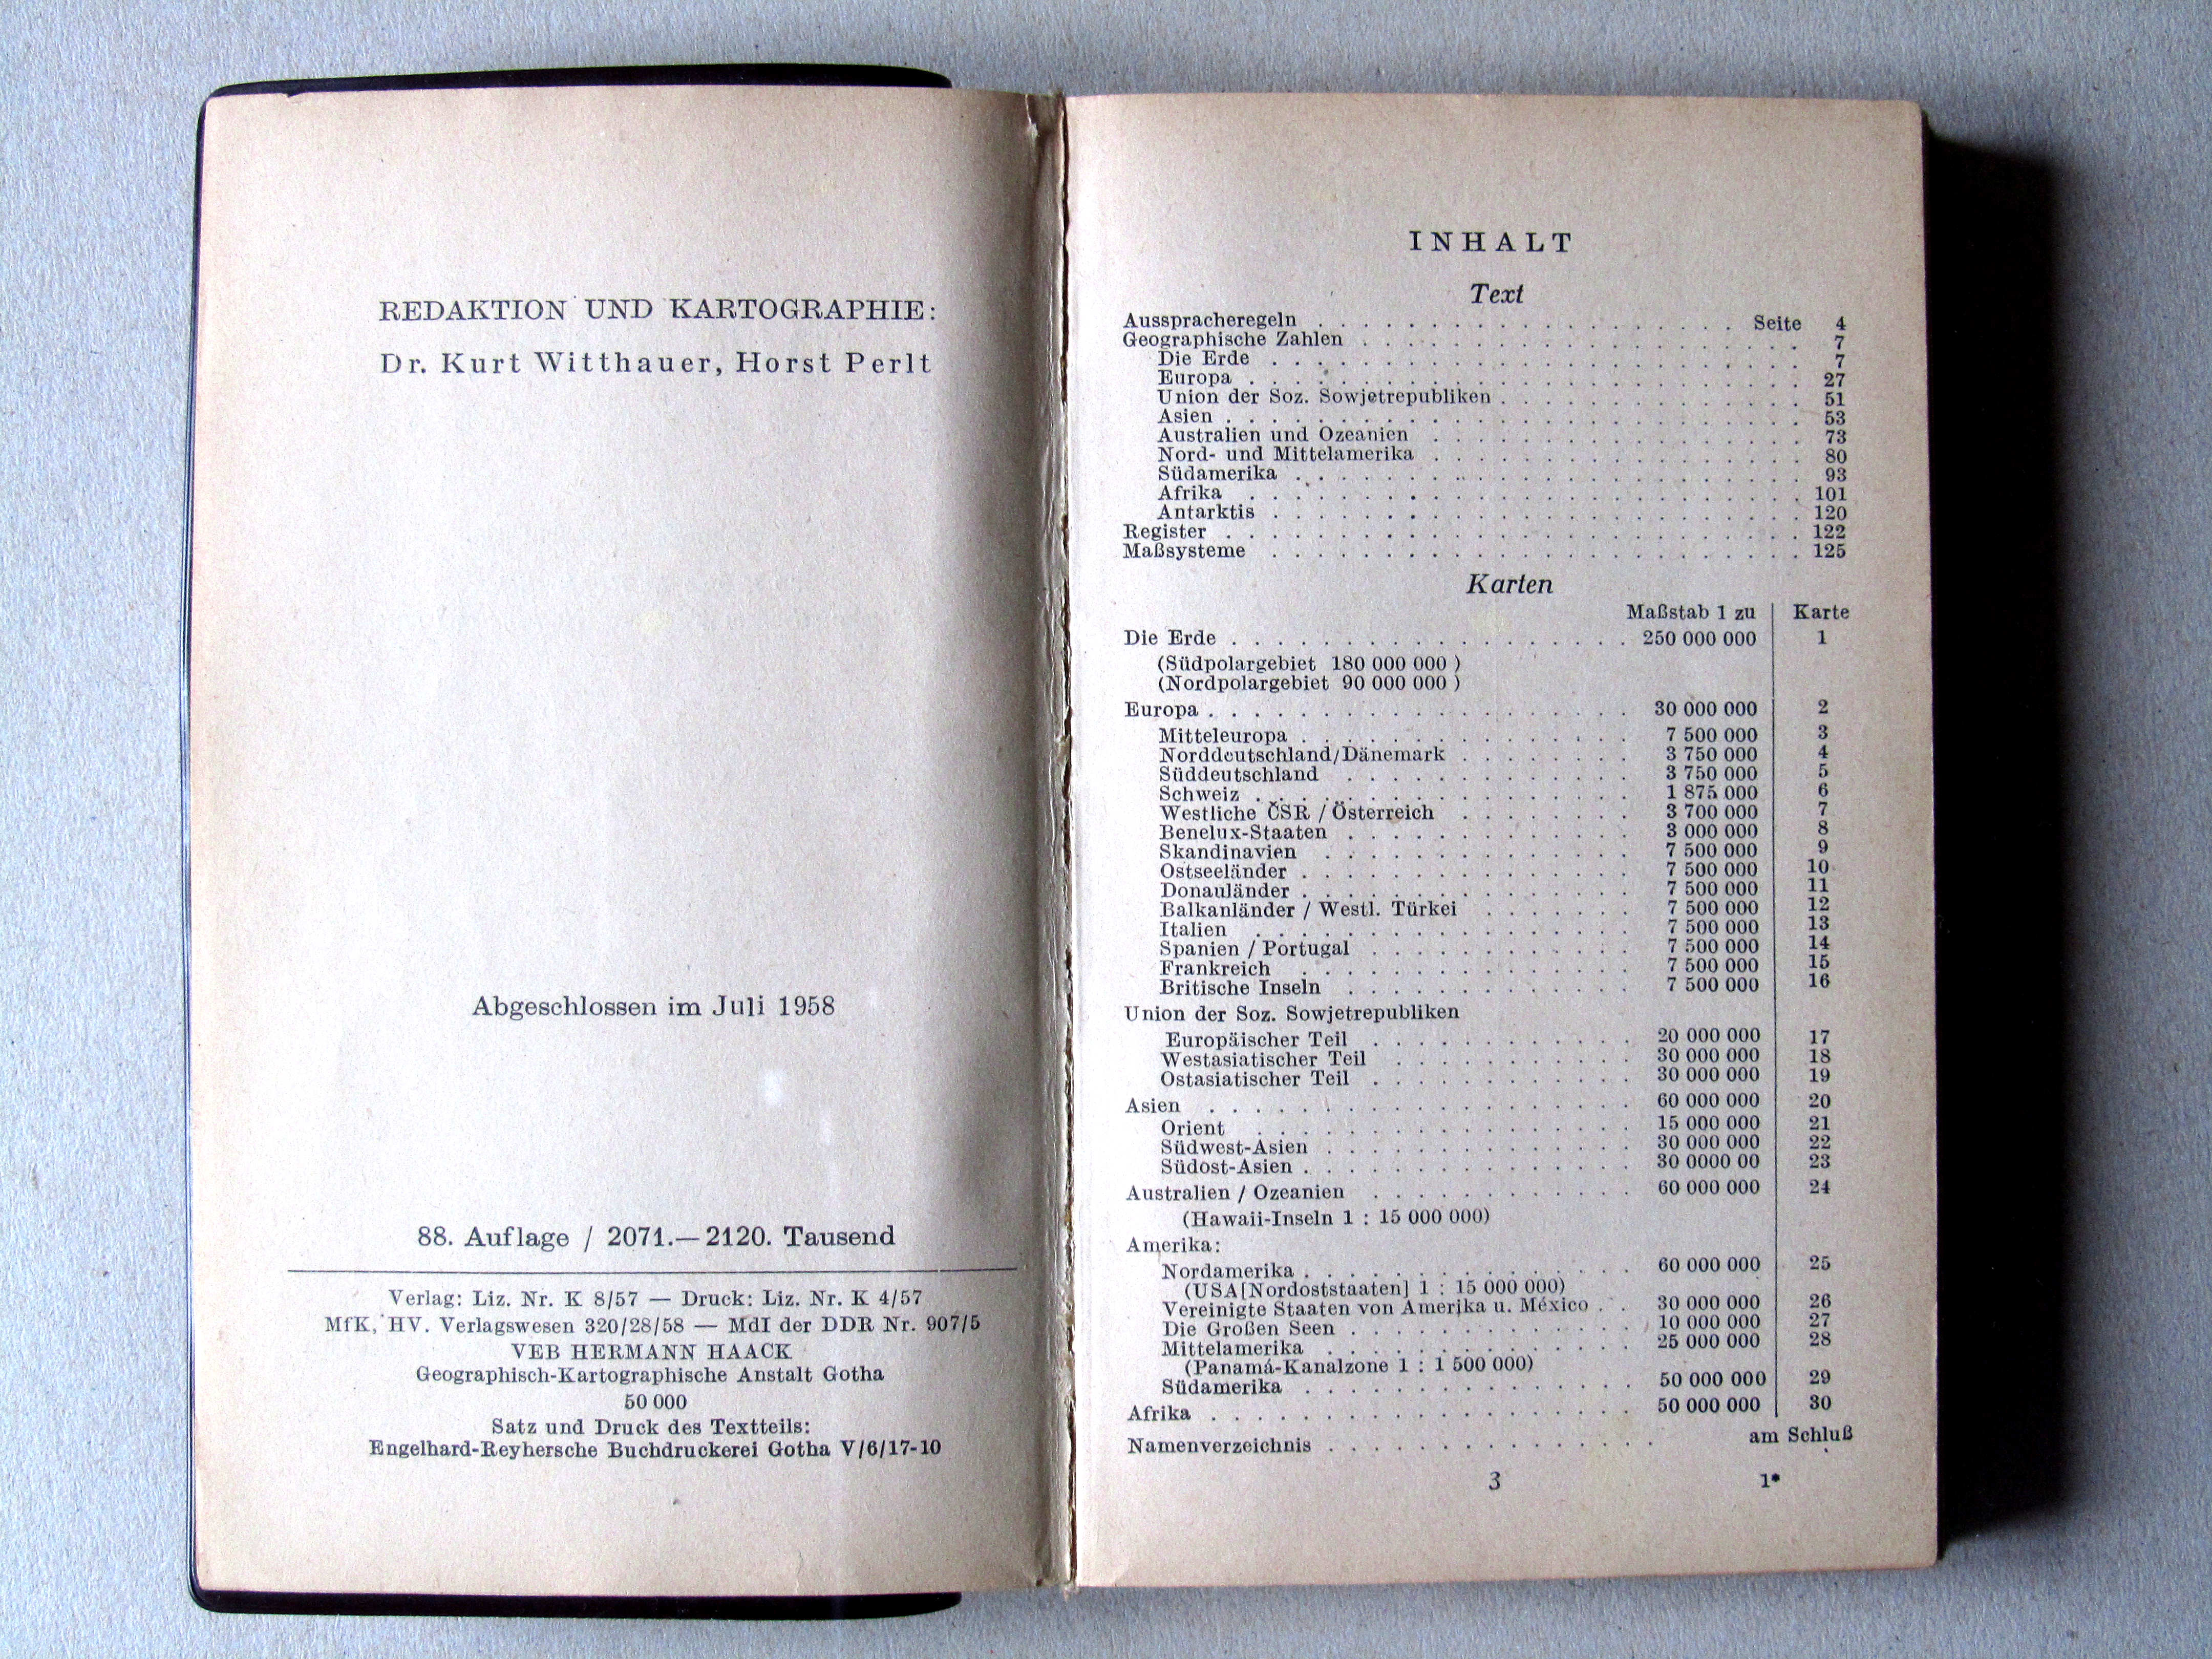 REDAKTION UND KARTOGRAPHIE:
Dr. Kurt Witthauer, Horst Perlt
Abgeschlossen im Juli 1958
88. Auflage / 2071.—2120. Tausend
Verlag: Liz. Nr. K 8/57 — Druck: Liz. Nr. K 4/57
MfK, HV. Verlagswesen 320/28/58 — MdI der DDR Nr. 907/5
VEB HERMANN HAACK
Geographisch-Kartographische Anstalt Gotha
50 000
Satz und Druck des Textteils:
Engelhard-Reyhersche Buchdruckerei Gotha V/6/17-10
INHALT
Text
Ausspracheregeln . . . . . Seite 4
Geographische Zahlen . . . . . 7
Die Erde . . . . . 7
Europa . . . . . 27
Union der Soz. Sowjetrepubliken . . . . . 51
Asien . . . . . 53
Australien und Ozeanien . . . . . 73
Nord- und Mittelamerika . . . . . 80
Südamerika . . . . . 93
Afrika . . . . . 101
Antarktis . . . . . 120
Register . . . . . 122
Maßsysteme . . . . . 125
Karten
Maßstab 1 zu Karte
Die Erde . . . . . 250 000 000 1
(Südpolargebiet 180 000 000 )
(Nordpolargebiet 90 000 000 )
Europa . . . . . 30 000 000 2
Mitteleuropa . . . . . 7 500 000 3
Norddeutschland/Dänemark . . . . . 3 750 000 4
Süddeutschland . . . . . 3 750 000 5
Schweiz . . . . . 1 875 000 6
Westliche ČSR / Österreich . . . . . 3 700 000 7
Benelux-Staaten . . . . . 3 000 000 8
Skandinavien . . . . . 7 500 000 9
Ostseeländer . . . . . 7 500 000 10
Donauländer . . . . . 7 500 000 11
Balkanländer / Westl. Türkei . . . . . 7 500 000 12
Italien . . . . . 7 500 000 13
Spanien / Portugal . . . . . 7 500 000 14
Frankreich . . . . . 7 500 000 15
Britische Inseln . . . . . 7 500 000 16
Union der Soz. Sowjetrepubliken
Europäischer Teil . . . . . 20 000 000 17
Westasiatischer Teil . . . . . 30 000 000 18
Ostasiatischer Teil . . . . . 30 000 000 19
Asien . . . . . 60 000 000 20
Orient . . . . . 15 000 000 21
Südwest-Asien . . . . . 30 000 000 22
Südost-Asien . . . . . 30 0000 00 23
Australien / Ozeanien . . . . . 60 000 000 24
(Hawaii-Inseln 1 : 15 000 000)
Amerika:
Nordamerika . . . . . 60 000 000 25
(USA[Nordoststaaten] 1 : 15 000 000)
Vereinigte Staaten von Amerika u. México . . 30 000 000 26
Die Großen Seen . . . . . 10 000 000 27
Mittelamerika . . . . . 25 000 000 28
(Panamá-Kanalzone 1 : 1 500 000)
Südamerika . . . . . 50 000 000 29
Afrika . . . . . 50 000 000 30
Namenverzeichnis . . . . . am Schluß
3 1*